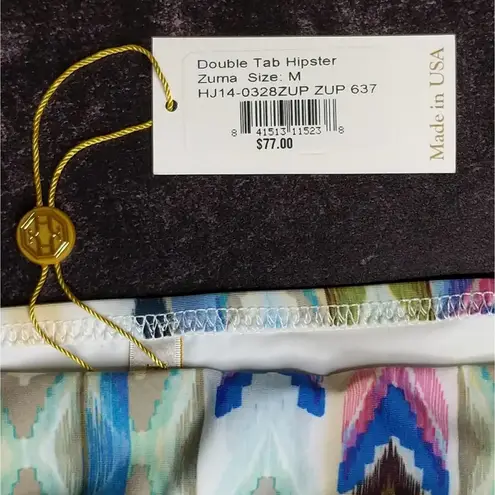 Double Tab Hipster
Zuma Size: M
HJ14-0328ZUP ZUP 637
8 41513 11523 8
$77.00
Made in USA